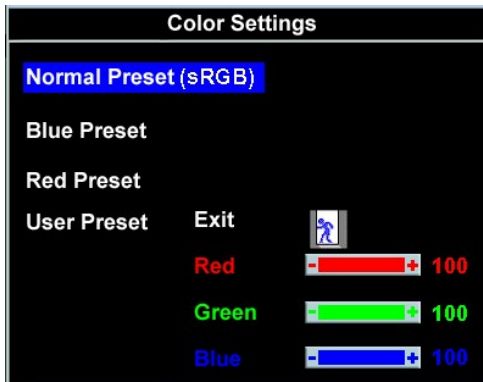 Color Settings
Normal Preset (sRGB)
Blue Preset
Red Preset
User Preset Exit
Red - + 100
Green - + 100
Blue - + 100